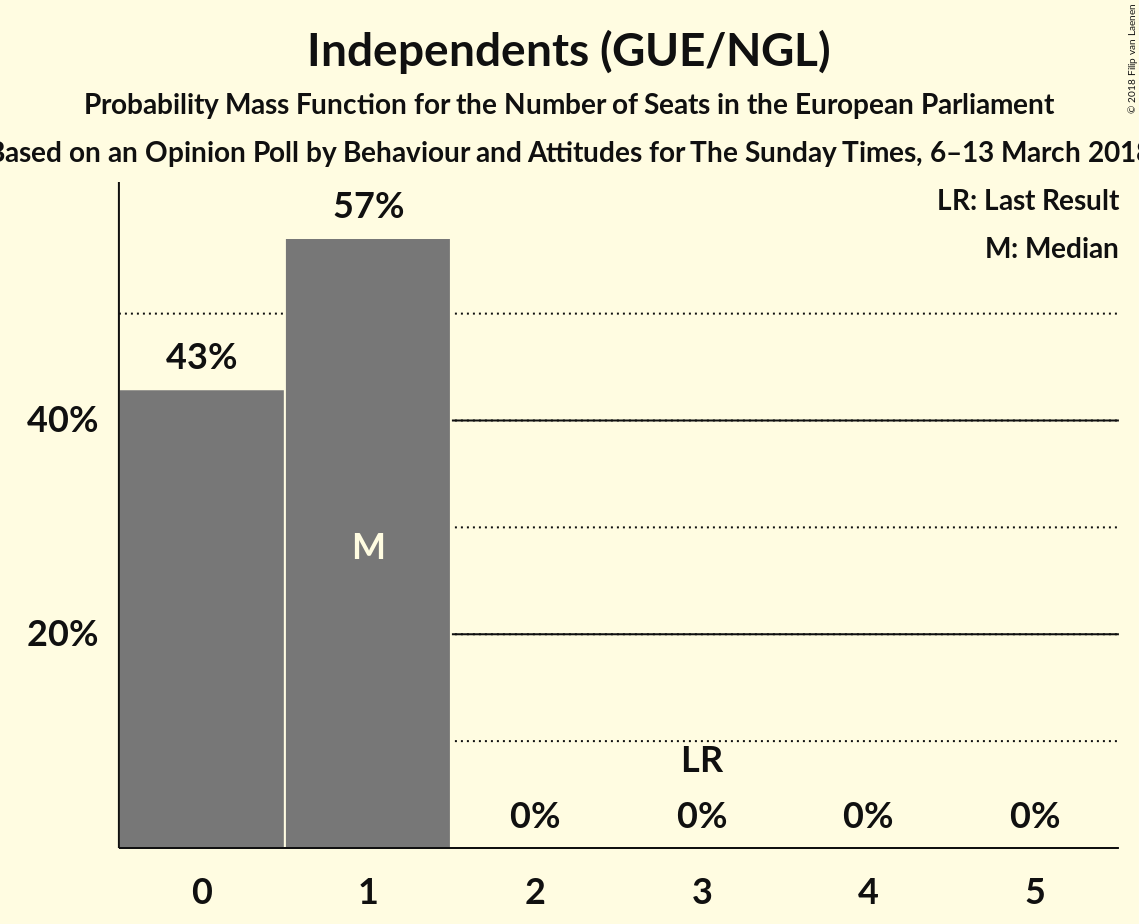 Independents (GUE/NGL)
Probability Mass Function for the Number of Seats in the European Parliament
Based on an Opinion Poll by Behaviour and Attitudes for The Sunday Times, 6–13 March 2018
© 2018 Filip van Laenen
LR: Last Result
M: Median
57%
43%
40%
M
20%
LR
0% 0% 0% 0%
0 1 2 3 4 5